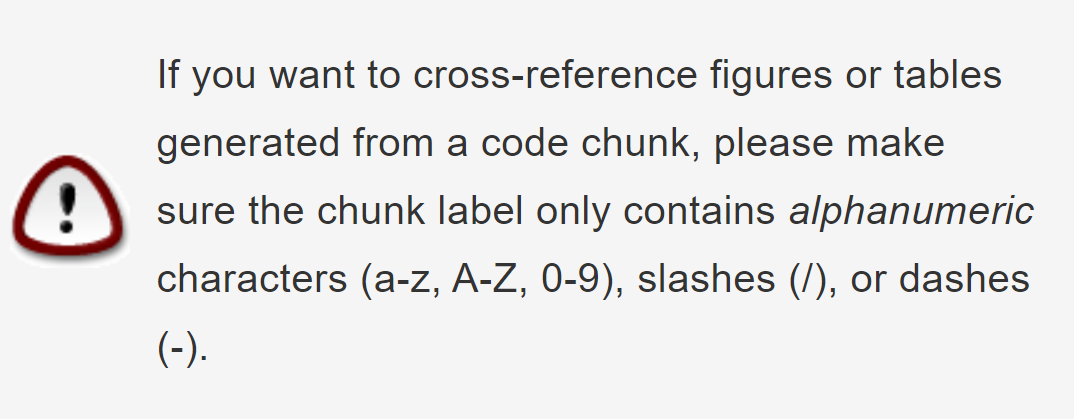 If you want to cross-reference figures or tables
generated from a code chunk, please make
sure the chunk label only contains alphanumeric
characters (a-z, A-Z, 0-9), slashes (/), or dashes
(-).